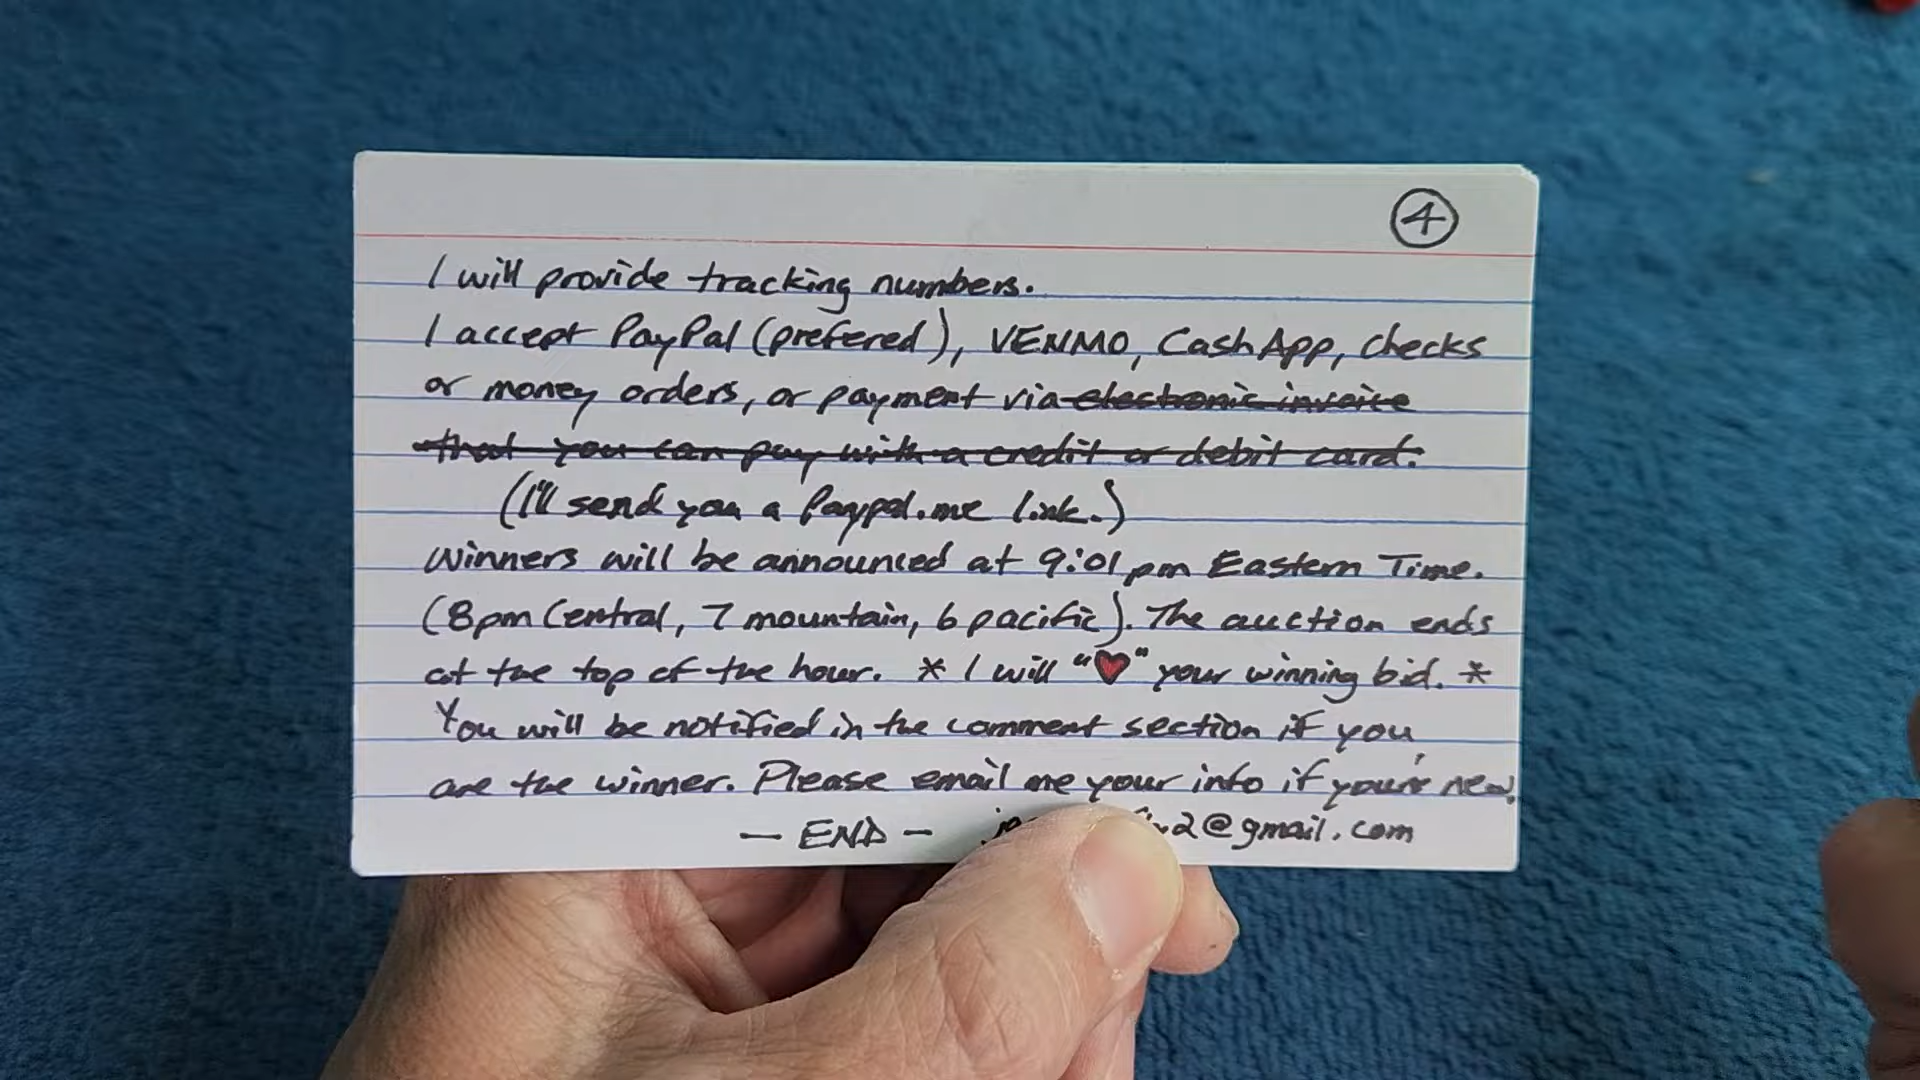 4
I will provide tracking numbers.
I accept PayPal (prefered), VENMO, CashApp, checks
or money orders, or payment via electronic invoice
that you can pay with a credit or debit card.
(I'll send you a Paypal.me link.)
Winners will be announced at 9:01 pm Eastern Time.
(8pm Central, 7 mountain, 6 pacific). The auction ends
at the top of the hour. * I will "♥" your winning bid. *
You will be notified in the comment section if you
are the winner. Please email me your info if you're new.
— END — 2@gmail.com